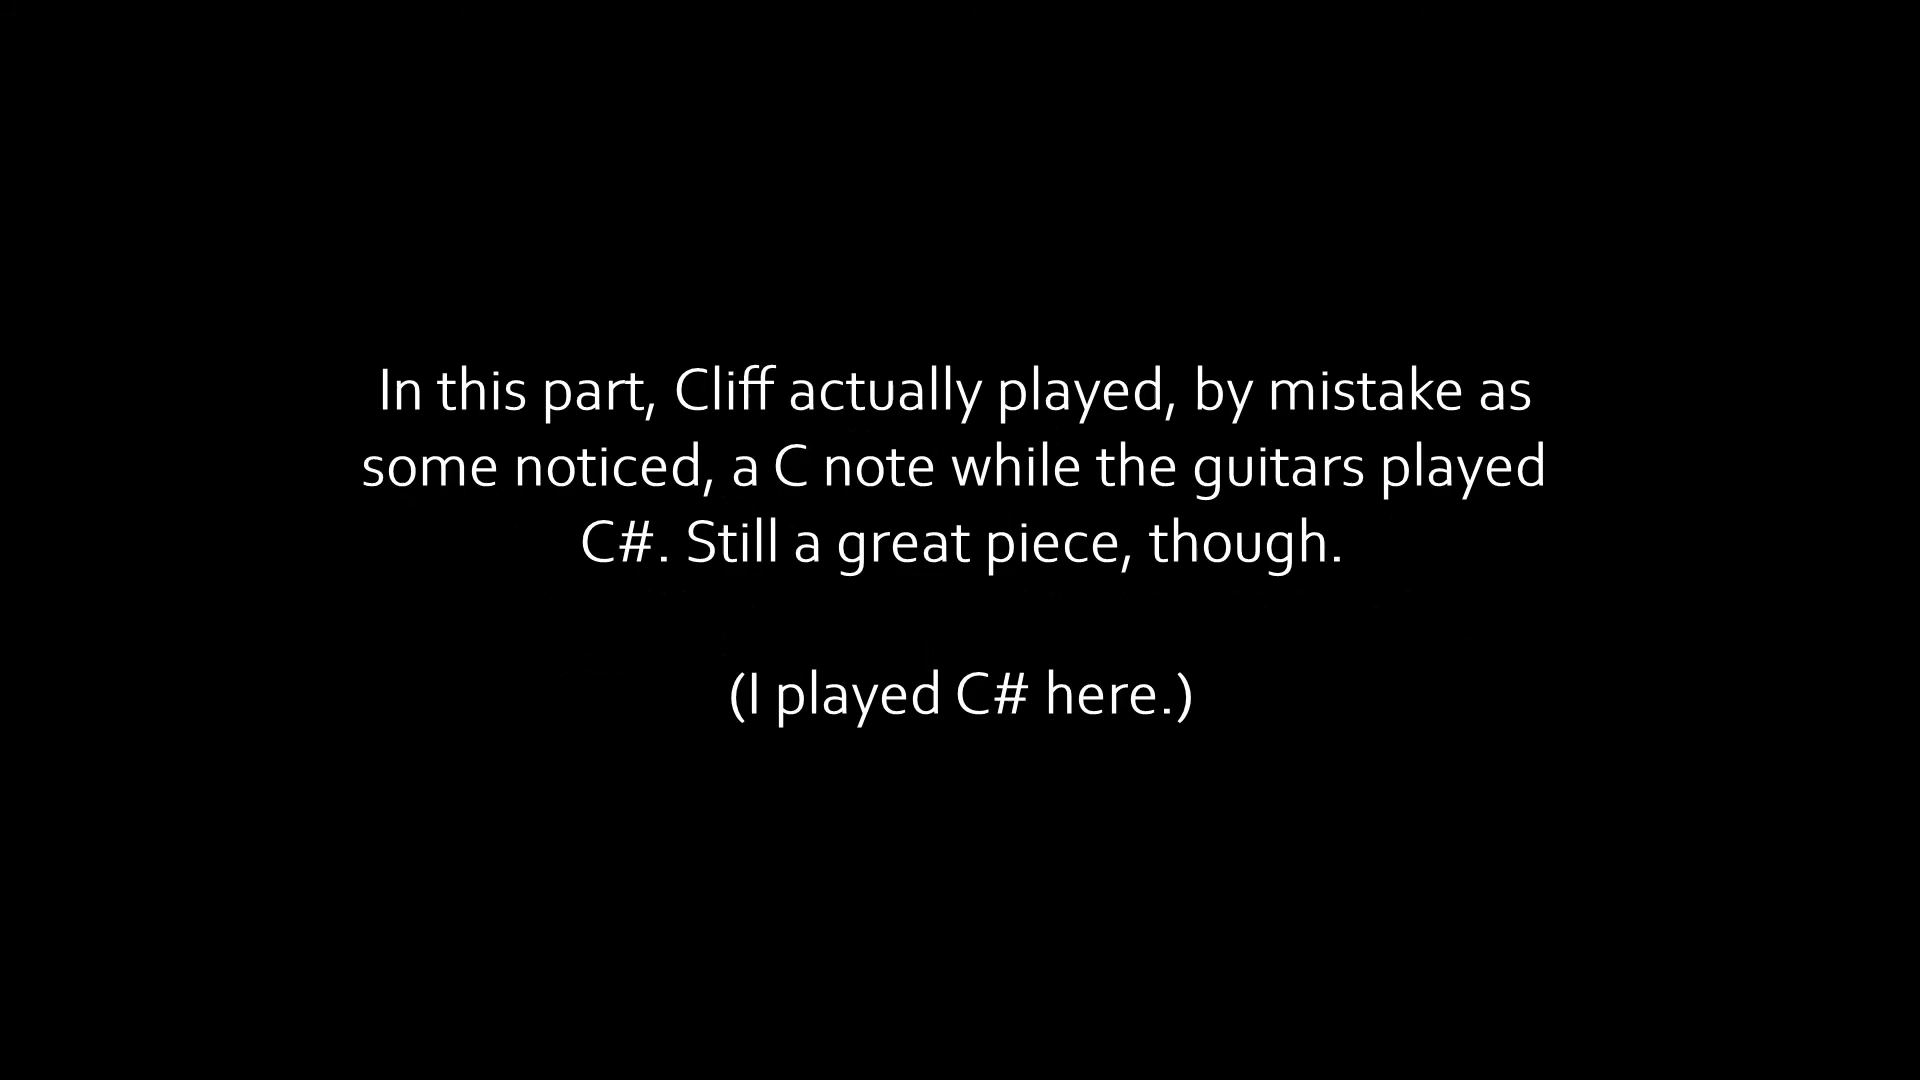 In this part, Cliff actually played, by mistake as
some noticed, a C note while the guitars played
C#. Still a great piece, though.
(I played C# here.)